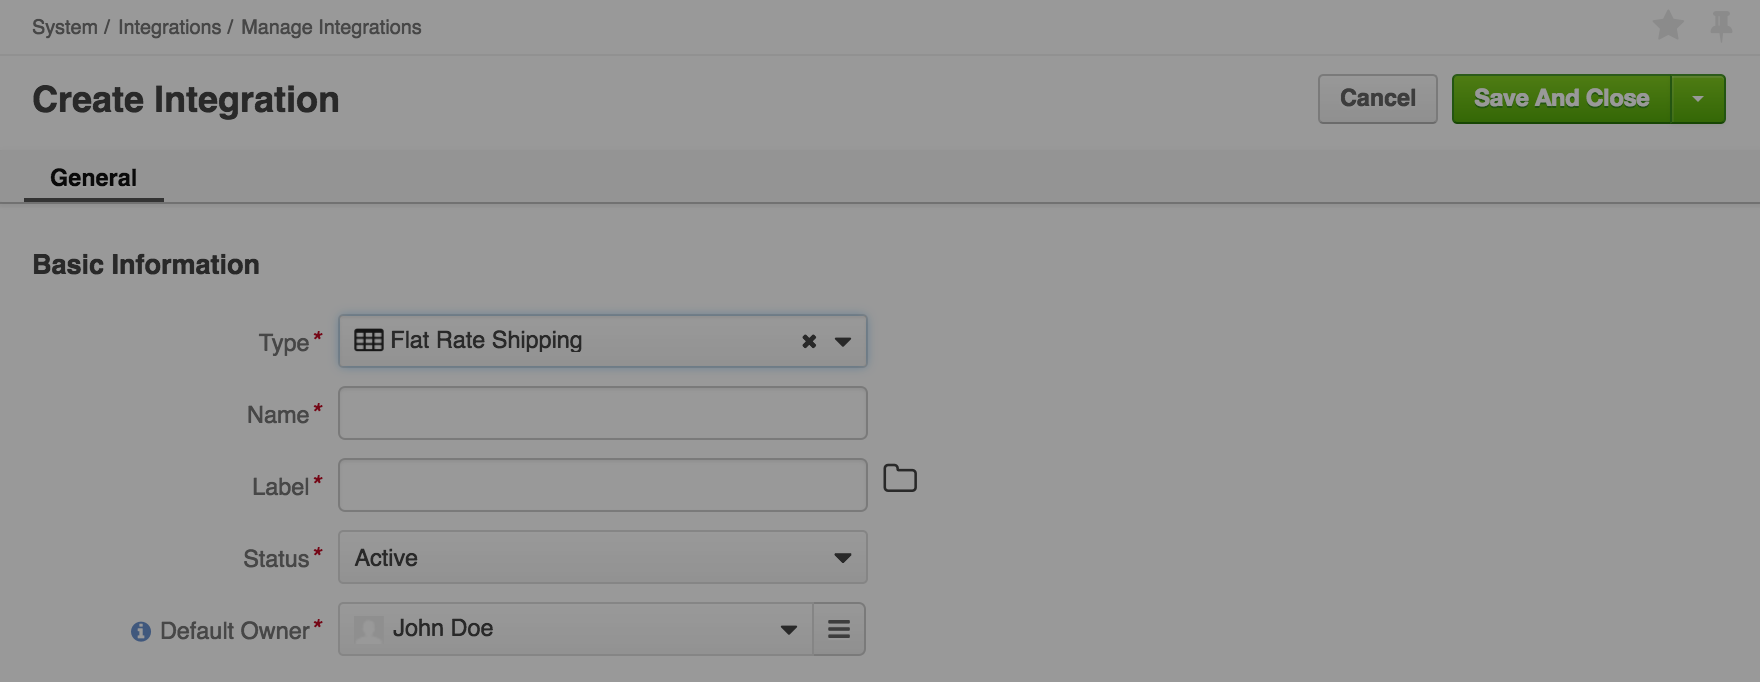 System / Integrations / Manage Integrations
Create Integration
Cancel
Save And Close
General
Basic Information
Type*
Flat Rate Shipping
Name*
Label*
Status*
Active
Default Owner*
John Doe